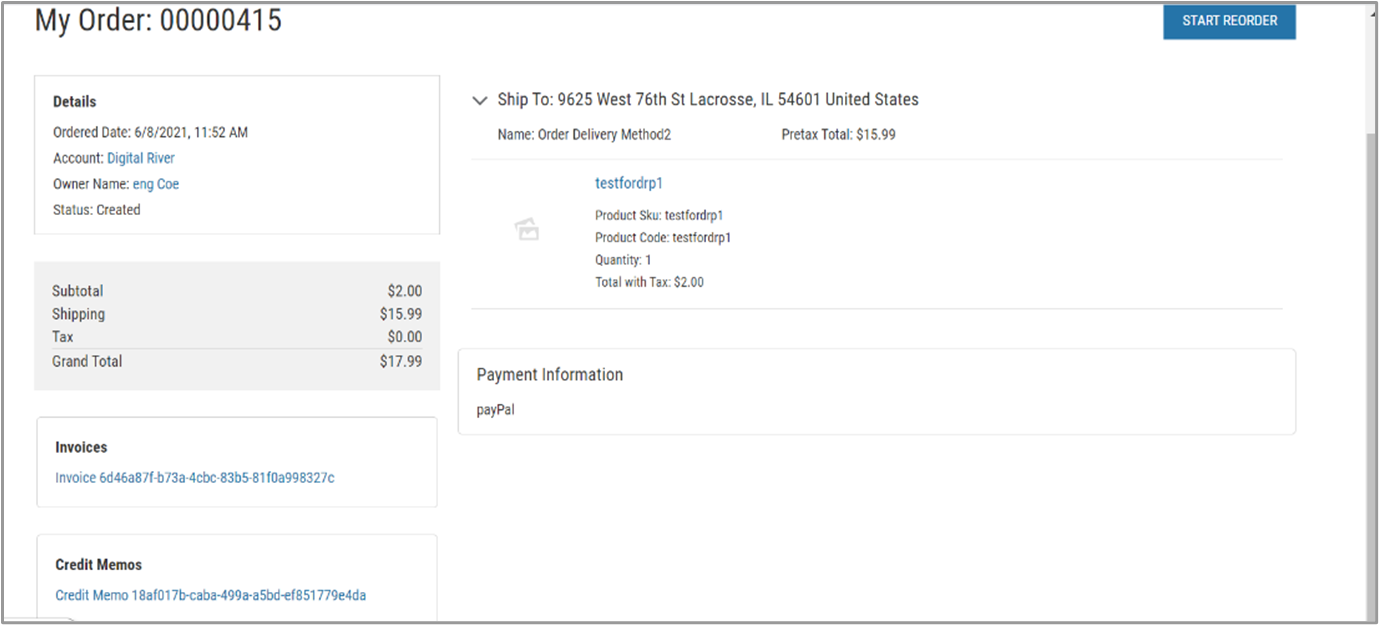 My Order: 00000415
START REORDER
Details
Ordered Date: 6/8/2021, 11:52 AM
Account: Digital River
Owner Name: eng Coe
Status: Created
Subtotal $2.00
Shipping $15.99
Tax $0.00
Grand Total $17.99
Invoices
Invoice 6d46a87f-b73a-4cbc-83b5-81f0a998327c
Credit Memos
Credit Memo 18af017b-caba-499a-a5bd-ef851779e4da
Ship To: 9625 West 76th St Lacrosse, IL 54601 United States
Name: Order Delivery Method2 Pretax Total: $15.99
testfordrp1
Product Sku: testfordrp1
Product Code: testfordrp1
Quantity: 1
Total with Tax: $2.00
Payment Information
payPal